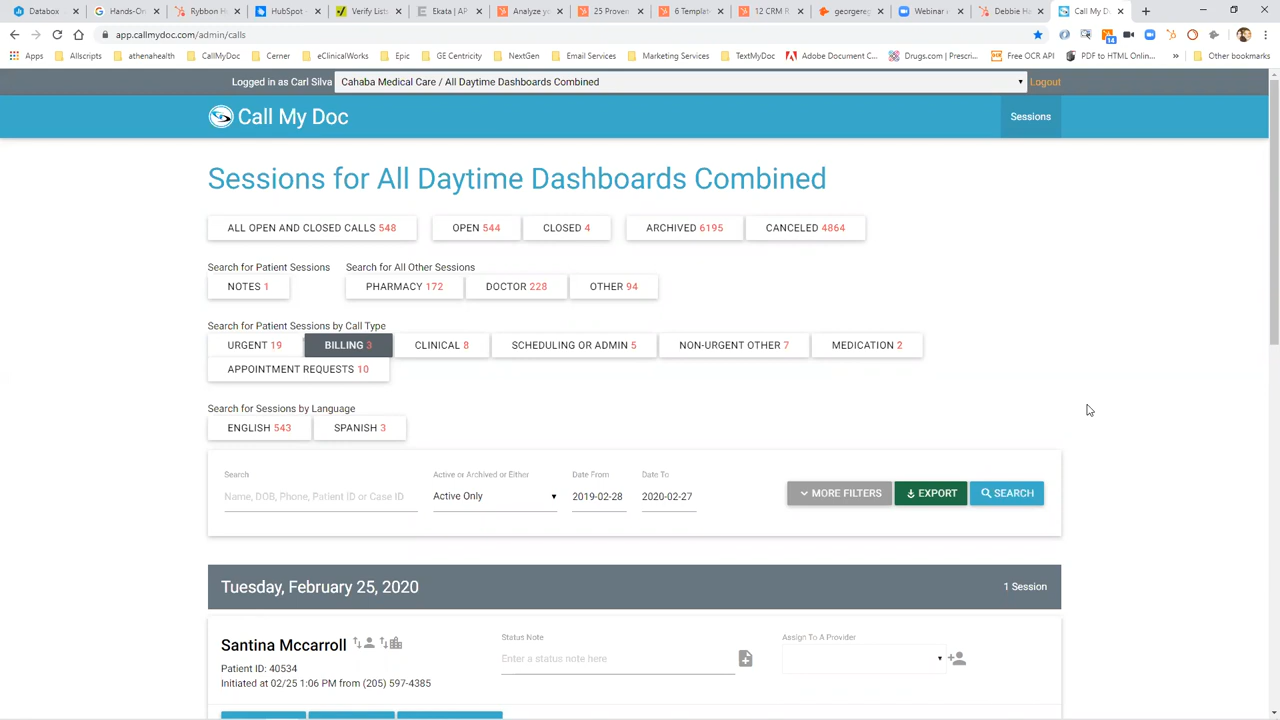 Databox
Hands-On
Rybbon H
HubSpot
Verify List
Ekata | AP
Analyze yo
25 Proven
6 Templat
12 CRM R
georgereg
Webinar
Debbie Ha
Call My D
app.callmydoc.com/admin/calls
14
Apps Allscripts athenahealth CallMyDoc Cerner eClinicalWorks Epic GE Centricity NextGen Email Services Marketing Services TextMyDoc Adobe Document C... Drugs.com | Prescri... Free OCR API PDF to HTML Onlin... » Other bookmarks
Logged in as Carl Silva Cahaba Medical Care / All Daytime Dashboards Combined Logout
Call My Doc Sessions
Sessions for All Daytime Dashboards Combined
ALL OPEN AND CLOSED CALLS 548 OPEN 544 CLOSED 4 ARCHIVED 6195 CANCELED 4864
Search for Patient Sessions Search for All Other Sessions
NOTES 1 PHARMACY 172 DOCTOR 228 OTHER 94
Search for Patient Sessions by Call Type
URGENT 19 BILLING 3 CLINICAL 8 SCHEDULING OR ADMIN 5 NON-URGENT OTHER 7 MEDICATION 2
APPOINTMENT REQUESTS 10
Search for Sessions by Language
ENGLISH 543 SPANISH 3
Search Active or Archived or Either Date From Date To
Name, DOB, Phone, Patient ID or Case ID Active Only 2019-02-28 2020-02-27 MORE FILTERS EXPORT SEARCH
Tuesday, February 25, 2020 1 Session
Santina Mccarroll Status Note Assign To A Provider
Enter a status note here
Patient ID: 40534
Initiated at 02/25 1:06 PM from (205) 597-4385